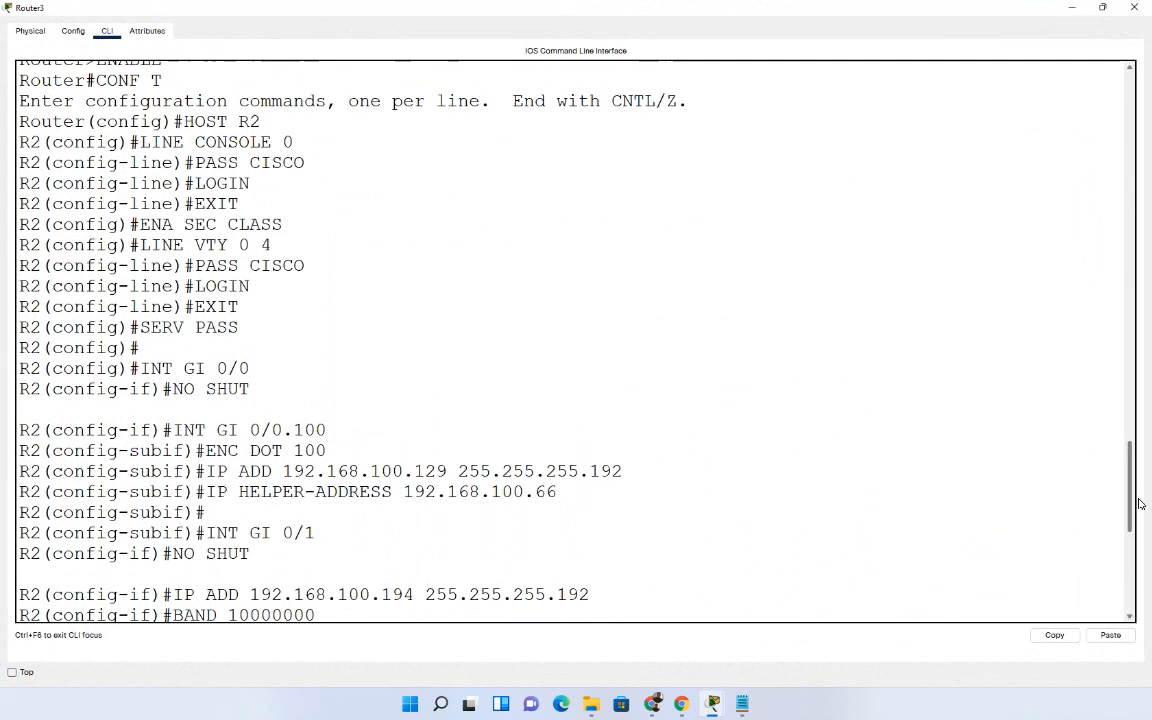 Router3
Physical Config CLI Attributes
IOS Command Line Interface
Router>ENABLE
Router#CONF T
Enter configuration commands, one per line.  End with CNTL/Z.
Router(config)#HOST R2
R2(config)#LINE CONSOLE 0
R2(config-line)#PASS CISCO
R2(config-line)#LOGIN
R2(config-line)#EXIT
R2(config)#ENA SEC CLASS
R2(config)#LINE VTY 0 4
R2(config-line)#PASS CISCO
R2(config-line)#LOGIN
R2(config-line)#EXIT
R2(config)#SERV PASS
R2(config)#
R2(config)#INT GI 0/0
R2(config-if)#NO SHUT
R2(config-if)#INT GI 0/0.100
R2(config-subif)#ENC DOT 100
R2(config-subif)#IP ADD 192.168.100.129 255.255.255.192
R2(config-subif)#IP HELPER-ADDRESS 192.168.100.66
R2(config-subif)#
R2(config-subif)#INT GI 0/1
R2(config-if)#NO SHUT
R2(config-if)#IP ADD 192.168.100.194 255.255.255.192
R2(config-if)#BAND 10000000
Ctrl+F6 to exit CLI focus
Copy Paste
Top